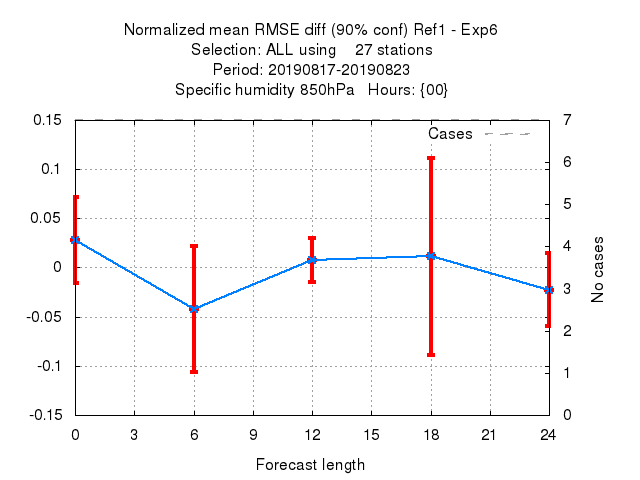 Normalized mean RMSE diff (90% conf) Ref1 - Exp6
Selection: ALL using    27 stations
Period: 20190817-20190823
Specific humidity 850hPa   Hours: {00}
0.15
0.1
0.05
0
-0.05
-0.1
-0.15
Cases
7
6
5
4
3
2
1
0
No cases
0 3 6 9 12 15 18 21 24
Forecast length